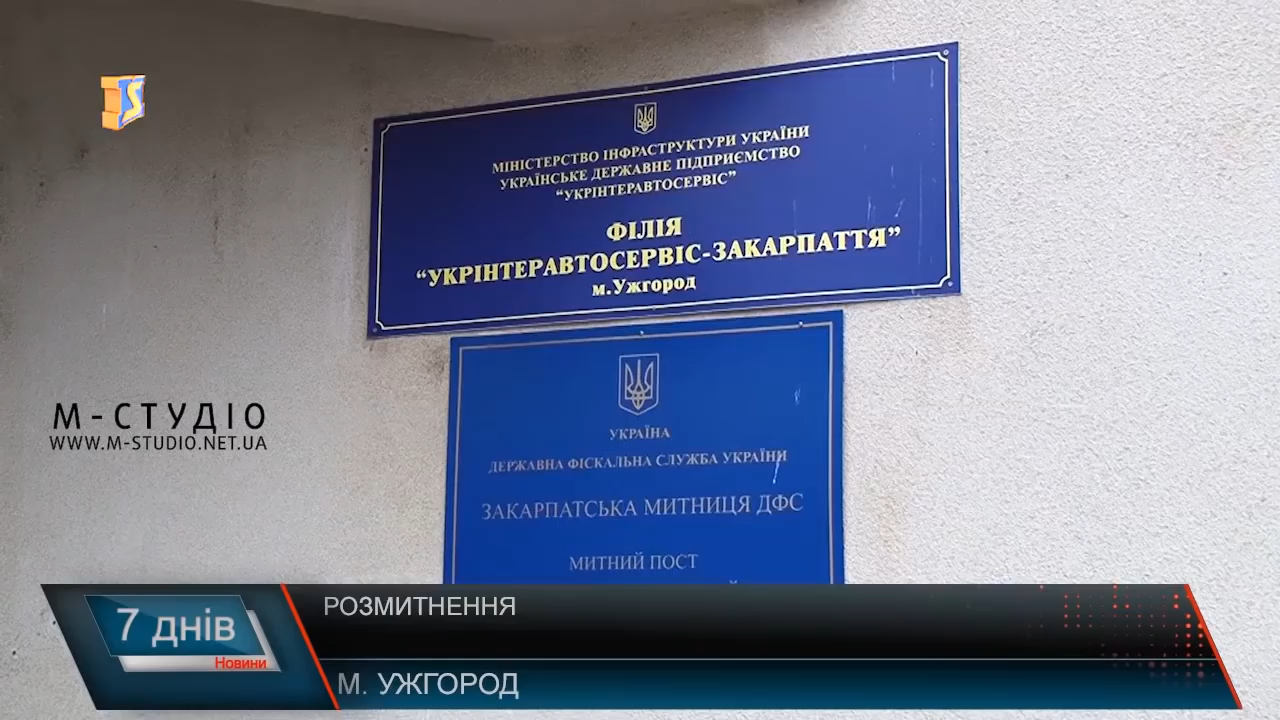 МІНІСТЕРСТВО ІНФРАСТРУКТУРИ УКРАЇНИ
УКРАЇНСЬКЕ ДЕРЖАВНЕ ПІДПРИЄМСТВО
“УКРІНТЕРАВТОСЕРВІС”
ФІЛІЯ
“УКРІНТЕРАВТОСЕРВІС-ЗАКАРПАТТЯ”
м.Ужгород
УКРАЇНА
ДЕРЖАВНА ФІСКАЛЬНА СЛУЖБА УКРАЇНИ
ЗАКАРПАТСЬКА МИТНИЦЯ ДФС
МИТНИЙ ПОСТ
М-СТУДІО
WWW.M-STUDIO.NET.UA
7 днів
Новини
РОЗМИТНЕННЯ
М. УЖГОРОД